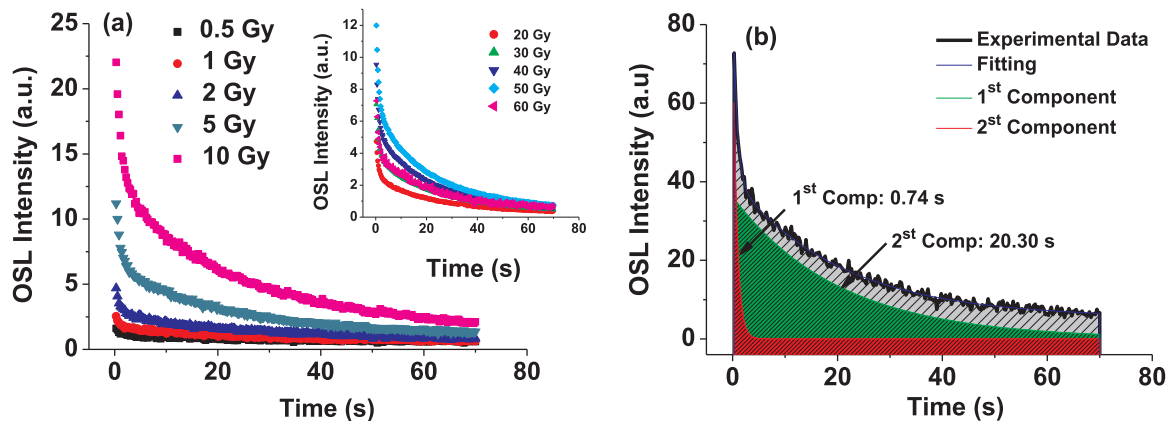 (a)
0.5 Gy
1 Gy
2 Gy
5 Gy
10 Gy
OSL Intensity (a.u.)
25
20
15
10
5
0
0 20 40 60 80
Time (s)
20 Gy
30 Gy
40 Gy
50 Gy
60 Gy
OSL Intensity (a.u.)
12
10
8
6
4
2
0
0 20 40 60 80
Time (s)
(b)
Experimental Data
Fitting
1st Component
2st Component
1st Comp: 0.74 s
2st Comp: 20.30 s
OSL Intensity (a.u)
80
60
40
20
0
0 20 40 60 80
Time (s)